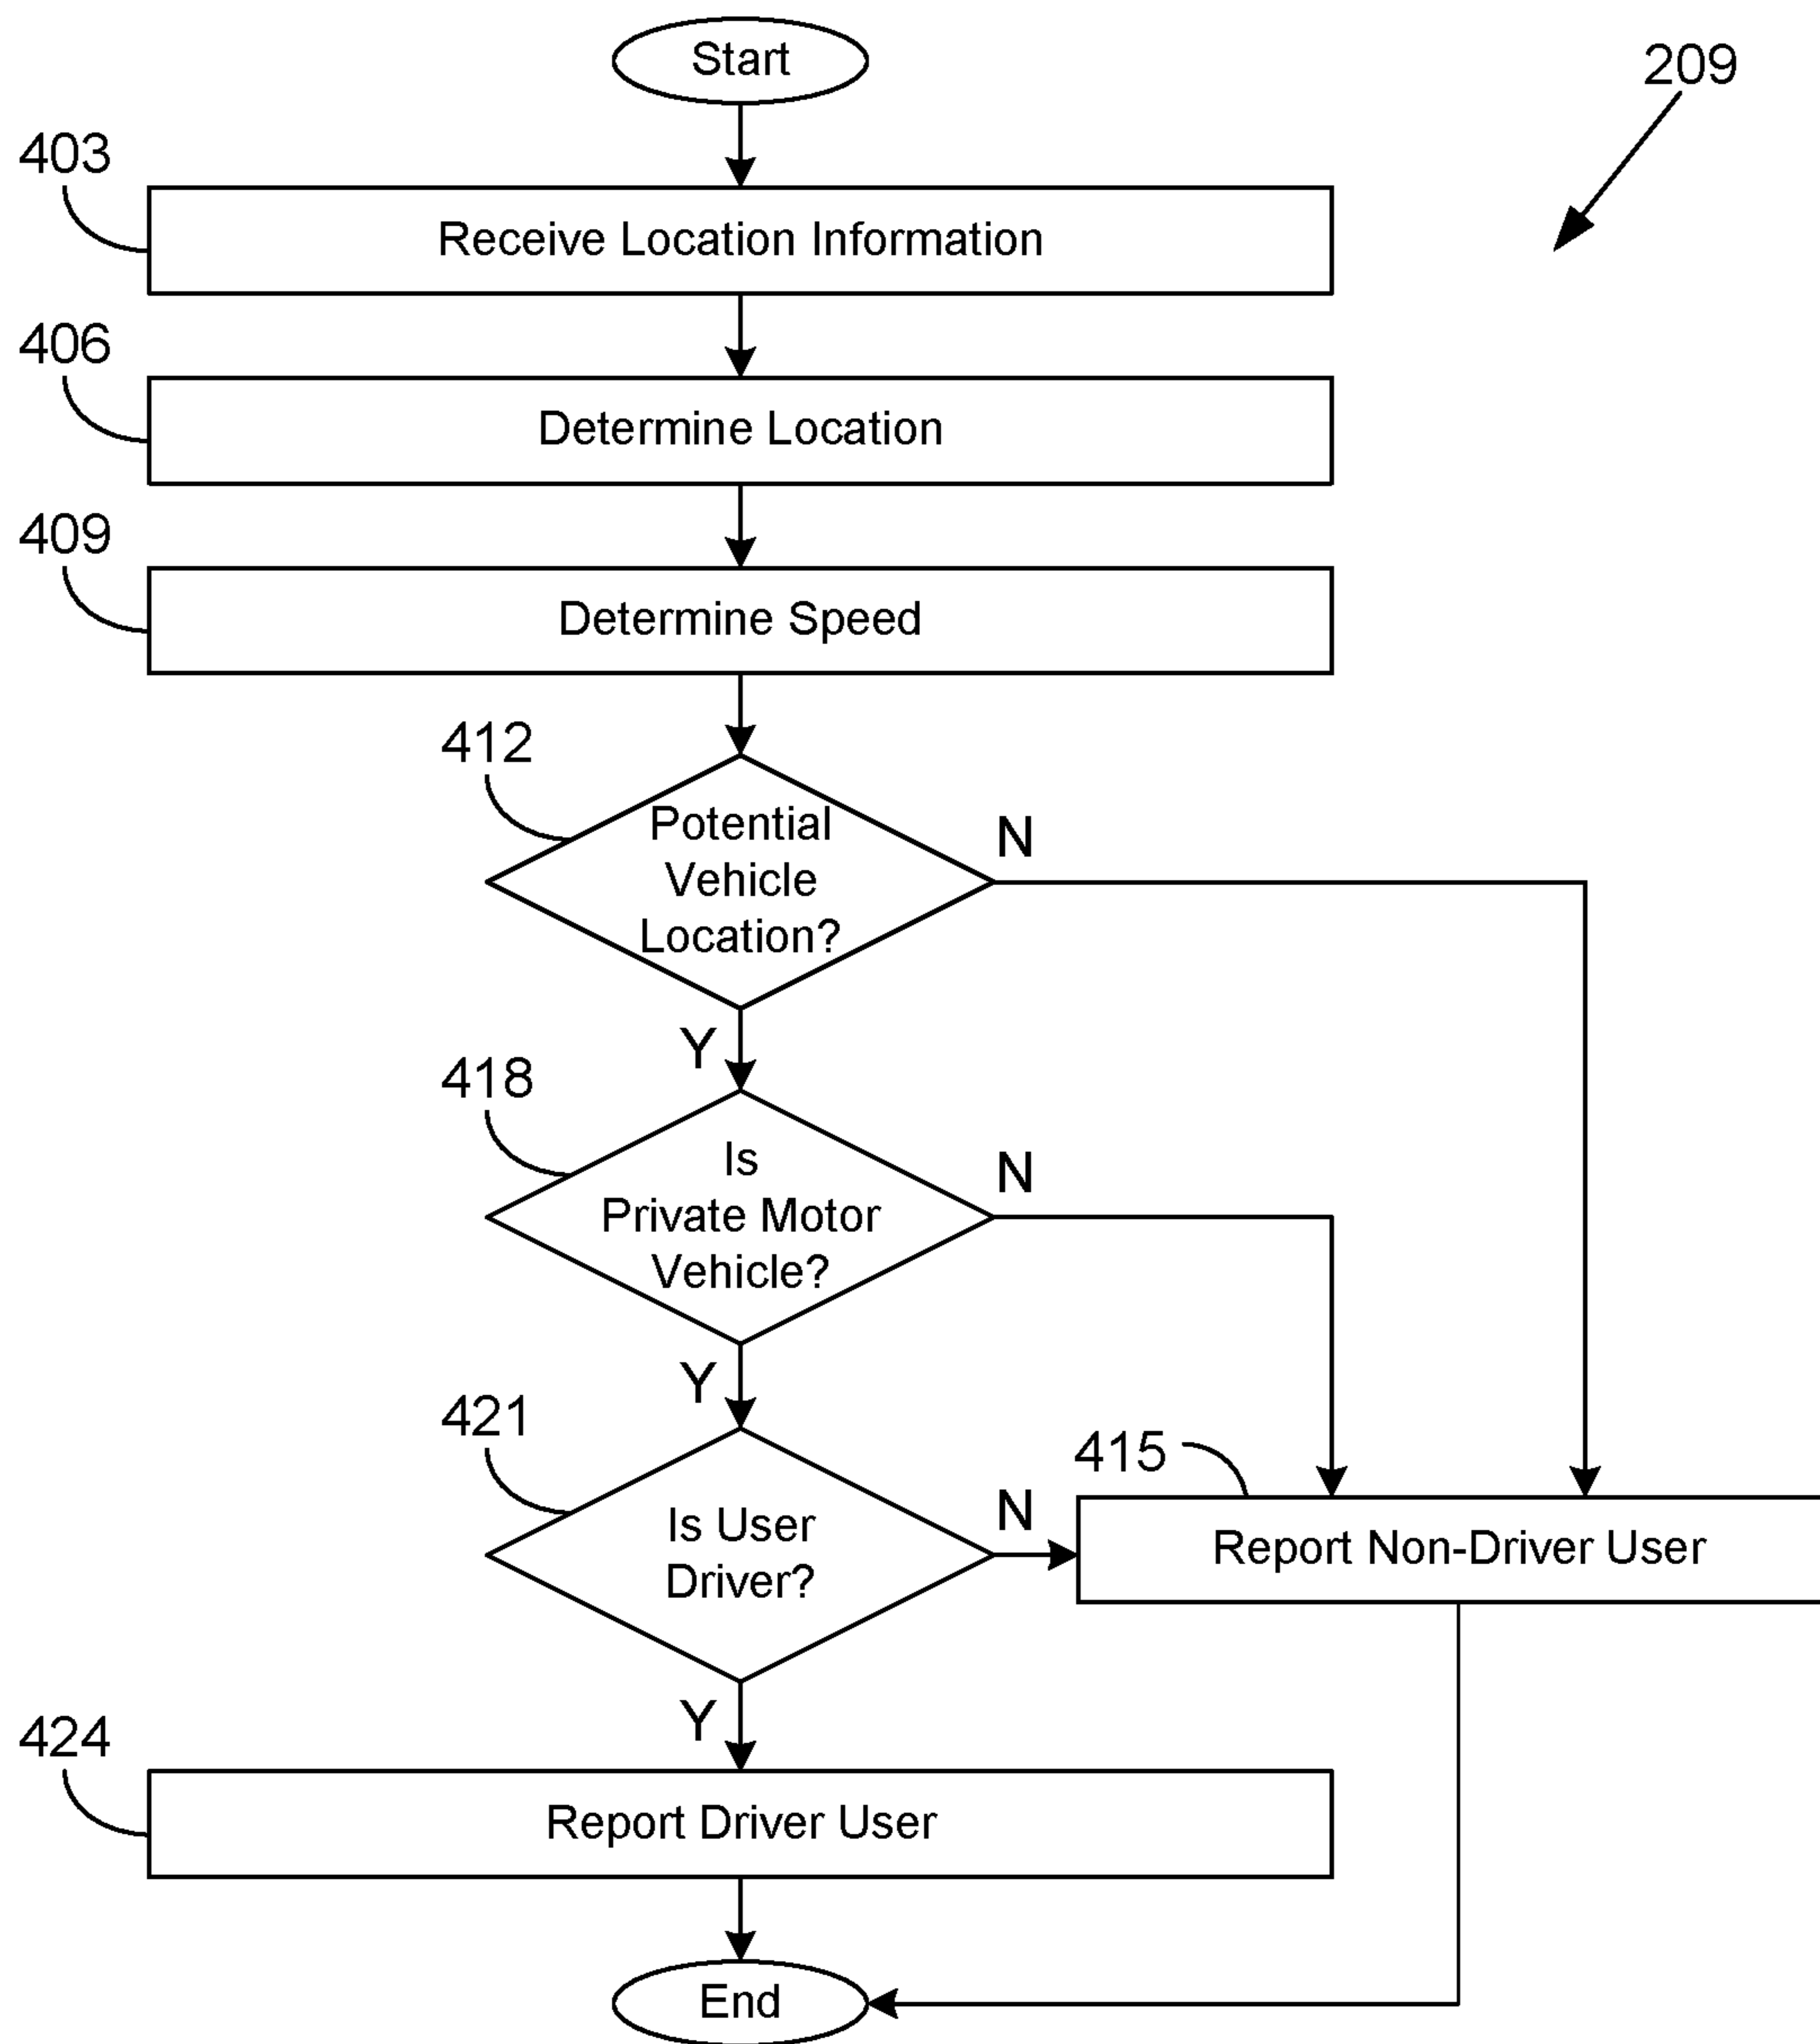 Start
209
403
Receive Location Information
406
Determine Location
409
Determine Speed
412
Potential
Vehicle
Location?
N
Y
418
Is
Private Motor
Vehicle?
N
Y
421
Is User
Driver?
N
415
Report Non-Driver User
Y
424
Report Driver User
End